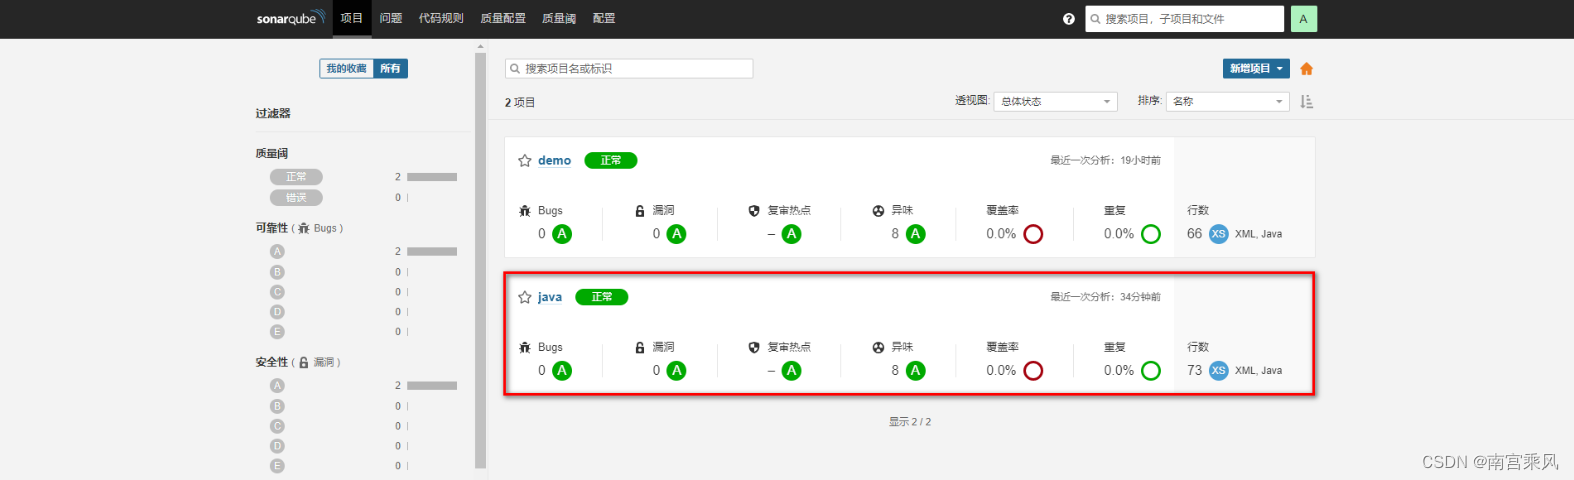 sonarqube 项目 问题 代码规则 质量配置 质量阈 配置 ? 搜索项目，子项目和文件 A
我的收藏 所有
搜索项目名或标识
新增项目
2 项目
透视图: 总体状态
排序: 名称
过滤器
质量阈
正常 2
错误 0
可靠性 ( Bugs )
A 2
B 0
C 0
D 0
E 0
安全性 ( 漏洞 )
A 2
B 0
C 0
D 0
E 0
demo 正常 最近一次分析：19小时前
Bugs 漏洞 复审热点 异味 覆盖率 重复 行数
0 A 0 A – A 8 A 0.0% 0.0% 66 XS XML, Java
java 正常 最近一次分析：34分钟前
Bugs 漏洞 复审热点 异味 覆盖率 重复 行数
0 A 0 A – A 8 A 0.0% 0.0% 73 XS XML, Java
显示 2 / 2
CSDN @南宫乘风